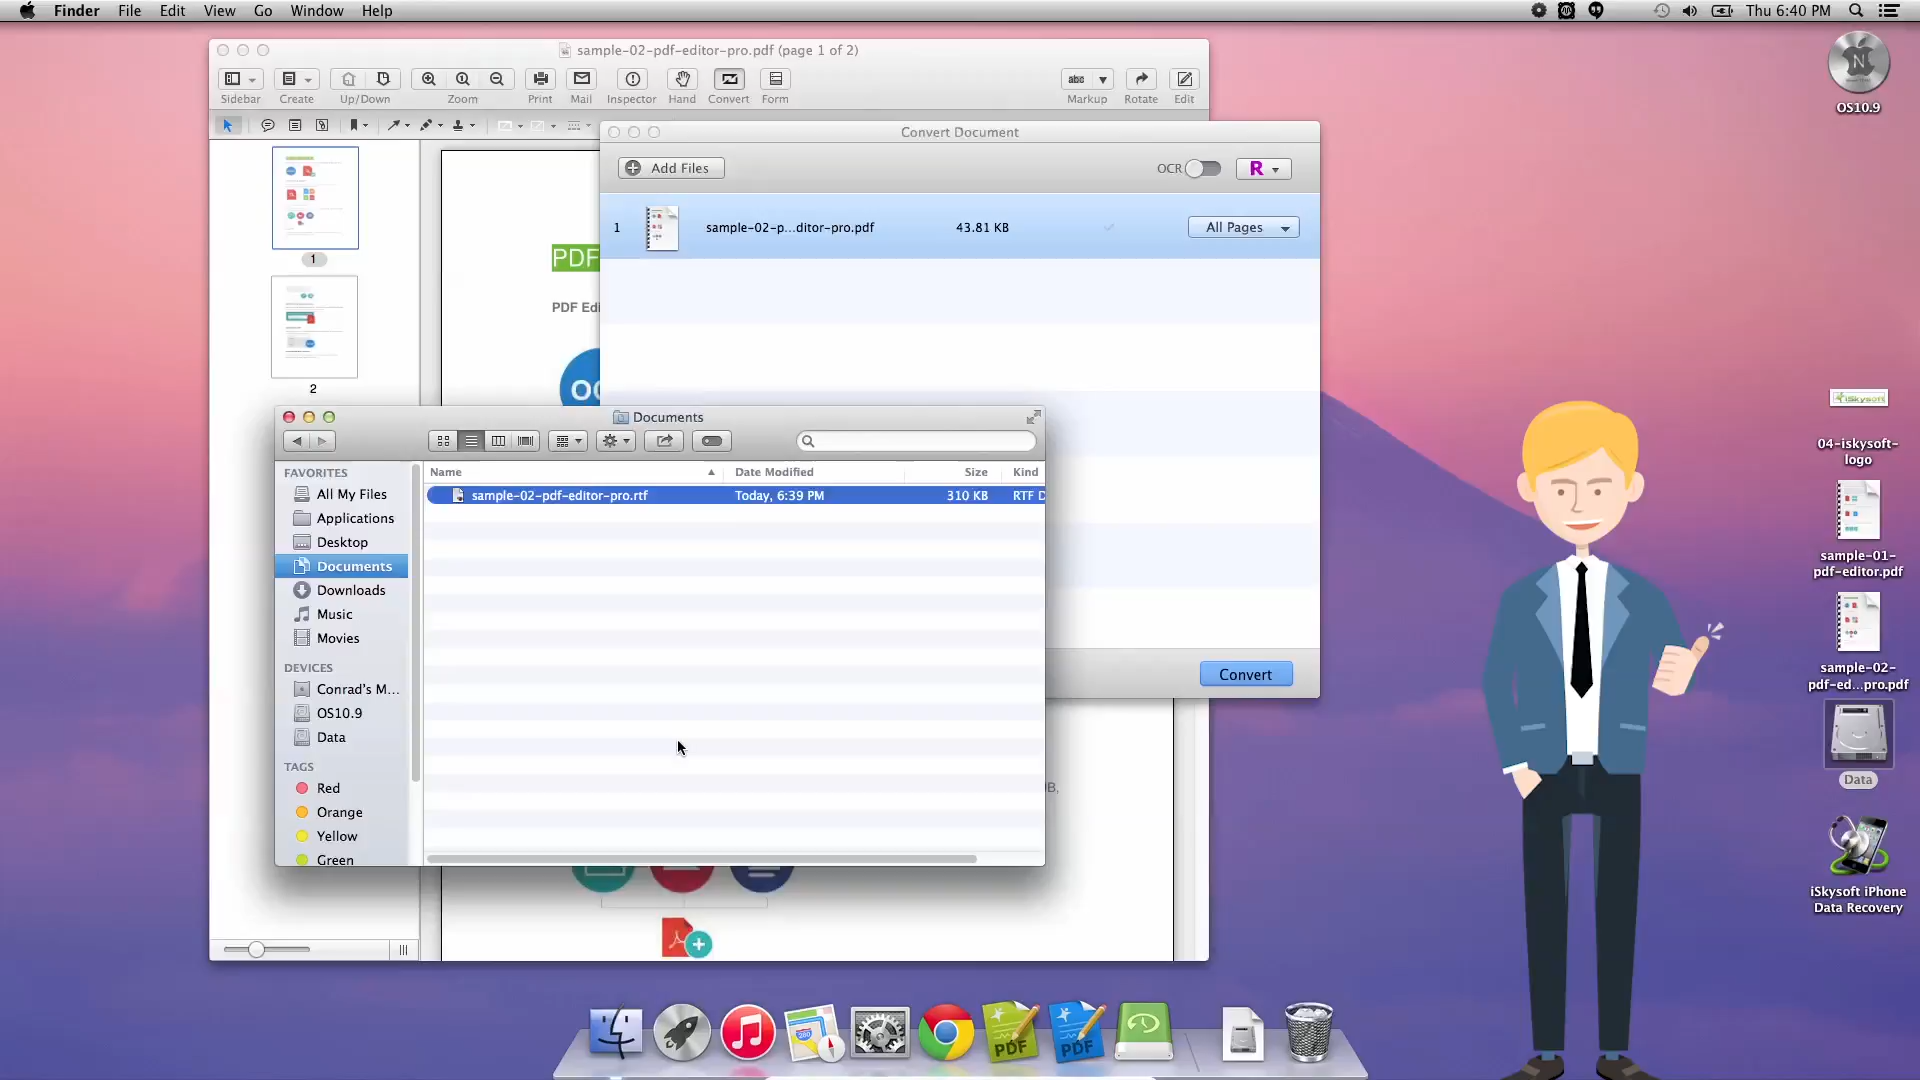 Finder File Edit View Go Window Help
Thu 6:40 PM
sample-02-pdf-editor-pro.pdf (page 1 of 2)
Sidebar Create Up/Down Zoom Print Mail Inspector Hand Convert Form
abc
Markup Rotate Edit
1
2
PDF
PDF Edi
OC
Convert Document
Add Files
OCR
R
1 sample-02-p...ditor-pro.pdf 43.81 KB All Pages
Convert
Documents
Name Date Modified Size Kind
sample-02-pdf-editor-pro.rtf Today, 6:39 PM 310 KB RTF D
FAVORITES
All My Files
Applications
Desktop
Documents
Downloads
Music
Movies
DEVICES
Conrad's M...
OS10.9
Data
TAGS
Red
Orange
Yellow
Green
JB,
N
OS10.9
iSkysoft
04-iskysoft-
logo
sample-01-
pdf-editor.pdf
sample-02-
pdf-ed...pro.pdf
Data
iSkysoft iPhone
Data Recovery
280
PDF
PDF